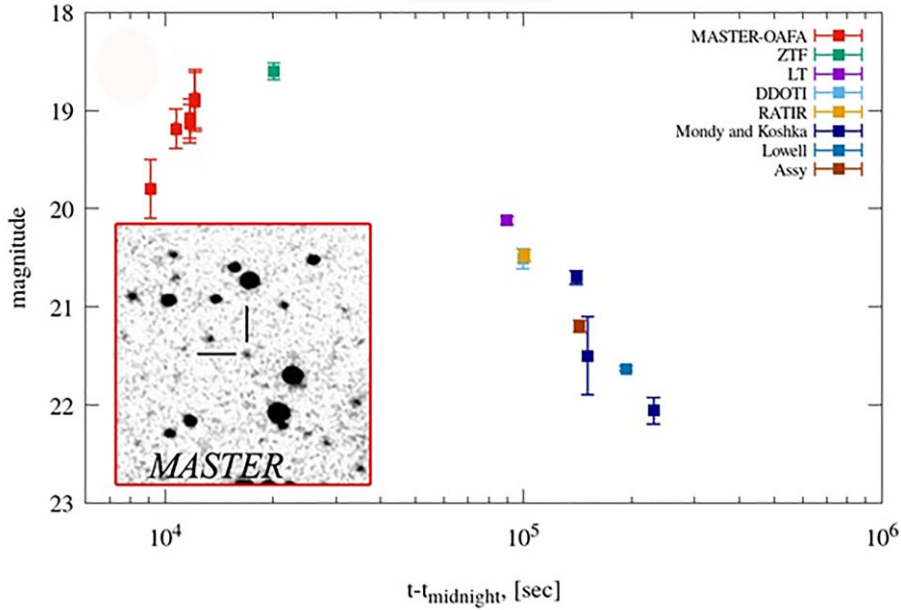 18
19
20
21
22
23
magnitude
MASTER-OAFA
ZTF
LT
DDOTI
RATIR
Mondy and Koshka
Lowell
Assy
MASTER
10⁴
10⁵
10⁶
t-tmidnight, [sec]